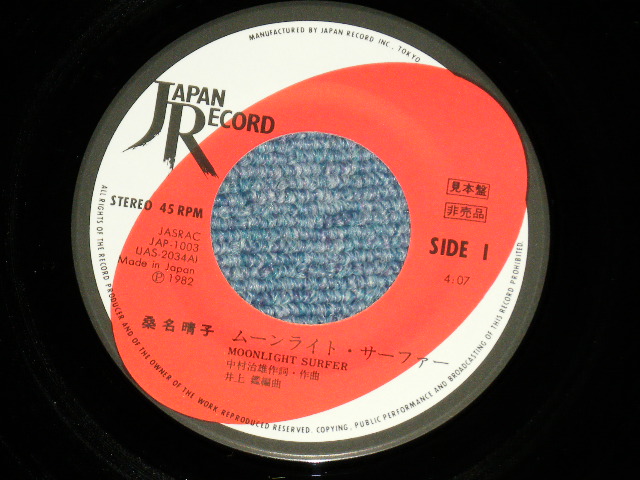 MANUFACTURED BY JAPAN RECORD INC., TOKYO
JAPAN
RECORD
STEREO 45 RPM
見本盤
非売品
JASRAC
JAP-1003
(JAS-2034A)
Made in Japan
Ⓟ 1982
SIDE 1
4:07
桑名晴子 ムーンライト・サーファー
MOONLIGHT SURFER
中村治雄作詞・作曲
井上 鑑編曲
ALL RIGHTS OF THE RECORD PRODUCER AND OF THE OWNER OF THE WORK REPRODUCED RESERVED. COPYING, PUBLIC PERFORMANCE AND BROADCASTING OF THIS RECORD PROHIBITED.